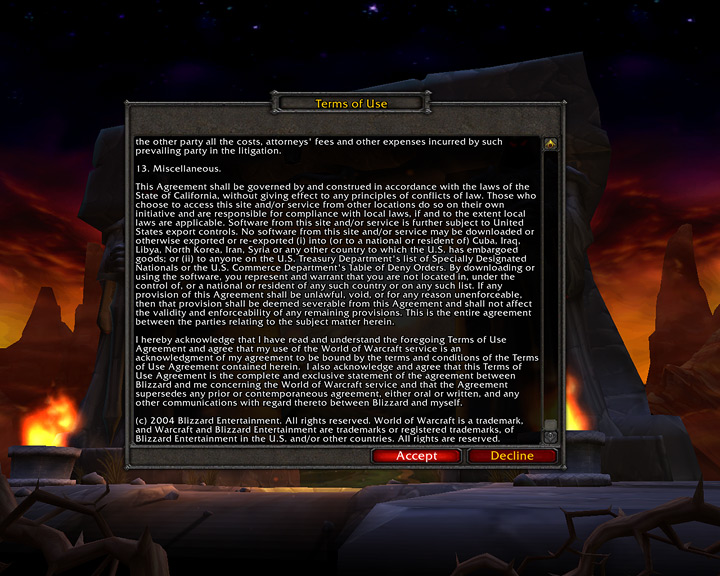 Terms of Use
the other party all the costs, attorneys' fees and other expenses incurred by such
prevailing party in the litigation.
13. Miscellaneous.
This Agreement shall be governed by and construed in accordance with the laws of the
State of California, without giving effect to any principles of conflicts of law. Those who
choose to access this site and/or service from other locations do so on their own
initiative and are responsible for compliance with local laws, if and to the extent local
laws are applicable. Software from this site and/or service is further subject to United
States export controls. No software from this site and/or service may be downloaded or
otherwise exported or re-exported (i) into (or to a national or resident of) Cuba, Iraq,
Libya, North Korea, Iran, Syria or any other country to which the U.S. has embargoed
goods; or (ii) to anyone on the U.S. Treasury Department's list of Specially Designated
Nationals or the U.S. Commerce Department's Table of Deny Orders. By downloading or
using the software, you represent and warrant that you are not located in, under the
control of, or a national or resident of any such country or on any such list. If any
provision of this Agreement shall be unlawful, void, or for any reason unenforceable,
then that provision shall be deemed severable from this Agreement and shall not affect
the validity and enforceability of any remaining provisions. This is the entire agreement
between the parties relating to the subject matter herein.
I hereby acknowledge that I have read and understand the foregoing Terms of Use
Agreement and agree that my use of the World of Warcraft service is an
acknowledgment of my agreement to be bound by the terms and conditions of the Terms
of Use Agreement contained herein.  I also acknowledge and agree that this Terms of
Use Agreement is the complete and exclusive statement of the agreement between
Blizzard and me concerning the World of Warcraft service and that the Agreement
supersedes any prior or contemporaneous agreement, either oral or written, and any
other communications with regard thereto between Blizzard and myself.
(c) 2004 Blizzard Entertainment. All rights reserved. World of Warcraft is a trademark,
and Warcraft and Blizzard Entertainment are trademarks or registered trademarks, of
Blizzard Entertainment in the U.S. and/or other countries. All rights are reserved.
Accept
Decline